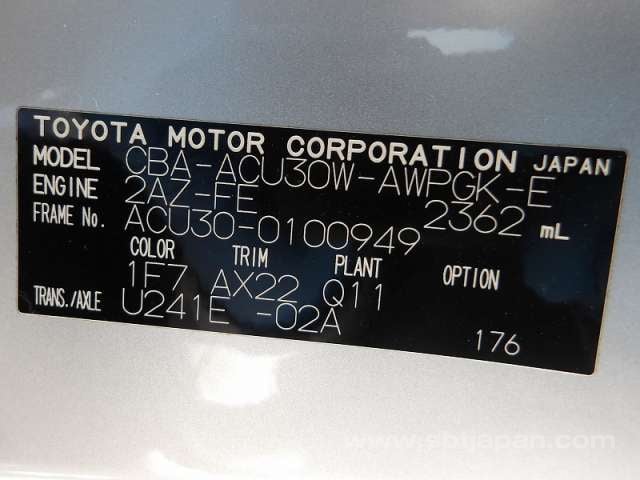 TOYOTA MOTOR CORPORATION JAPAN
MODEL CBA-ACU30W-AWPGK-E
ENGINE 2AZ-FE 2362 mL
FRAME No. ACU30-0100949
COLOR TRIM PLANT OPTION
1F7 AX22 Q11
TRANS./AXLE U241E -02A
176
www.sbtjapan.com